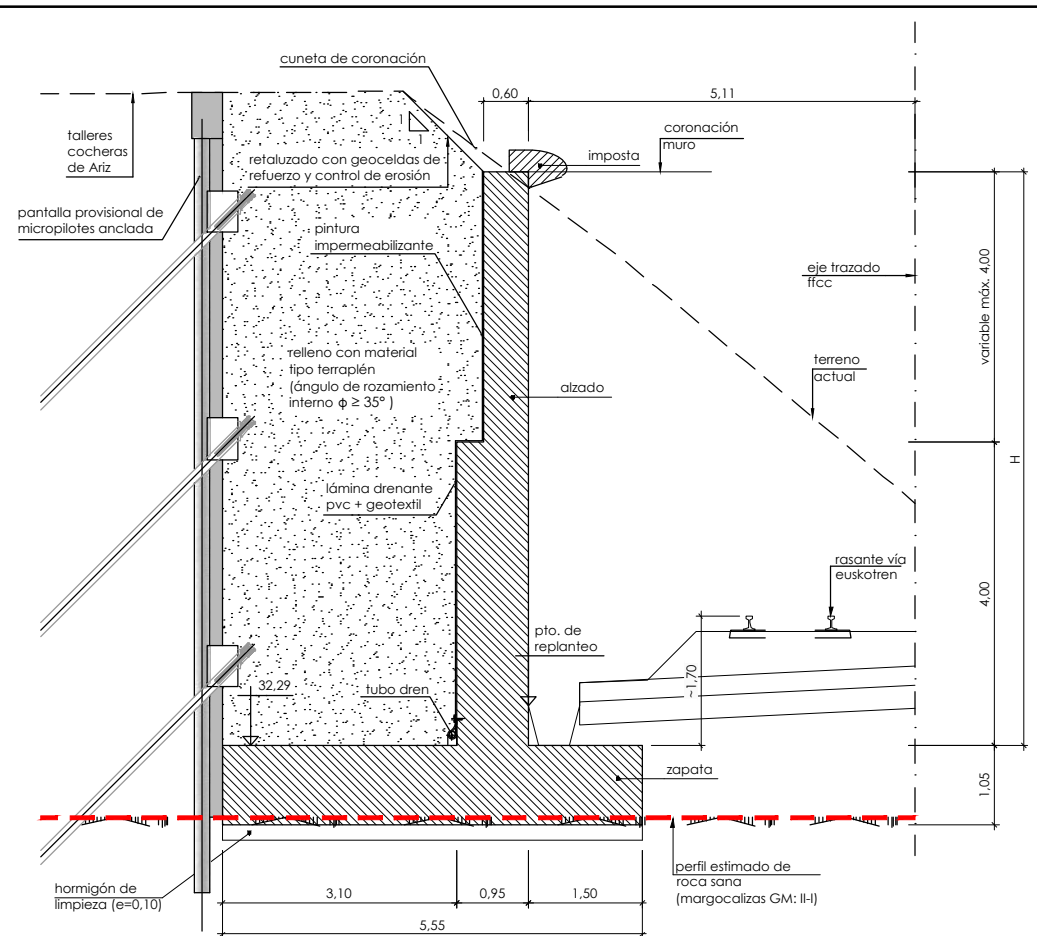 cuneta de coronación
0,60
5,11
1
1
talleres
cocheras
de Ariz
retaluzado con geoceldas de
refuerzo y control de erosión
imposta
coronación
muro
pantalla provisional de
micropilotes anclada
pintura
impermeabilizante
eje trazado
ffcc
variable máx. 4,00
relleno con material
tipo terraplén
(ángulo de rozamiento
interno ϕ ≥ 35° )
alzado
terreno
actual
H
lámina drenante
pvc + geotextil
rasante vía
euskotren
4,00
pto. de
replanteo
~1,70
32,29
tubo dren
zapata
1,05
hormigón de
limpieza (e=0,10)
perfil estimado de
roca sana
(margocalizas GM: II-I)
3,10
0,95
1,50
5,55